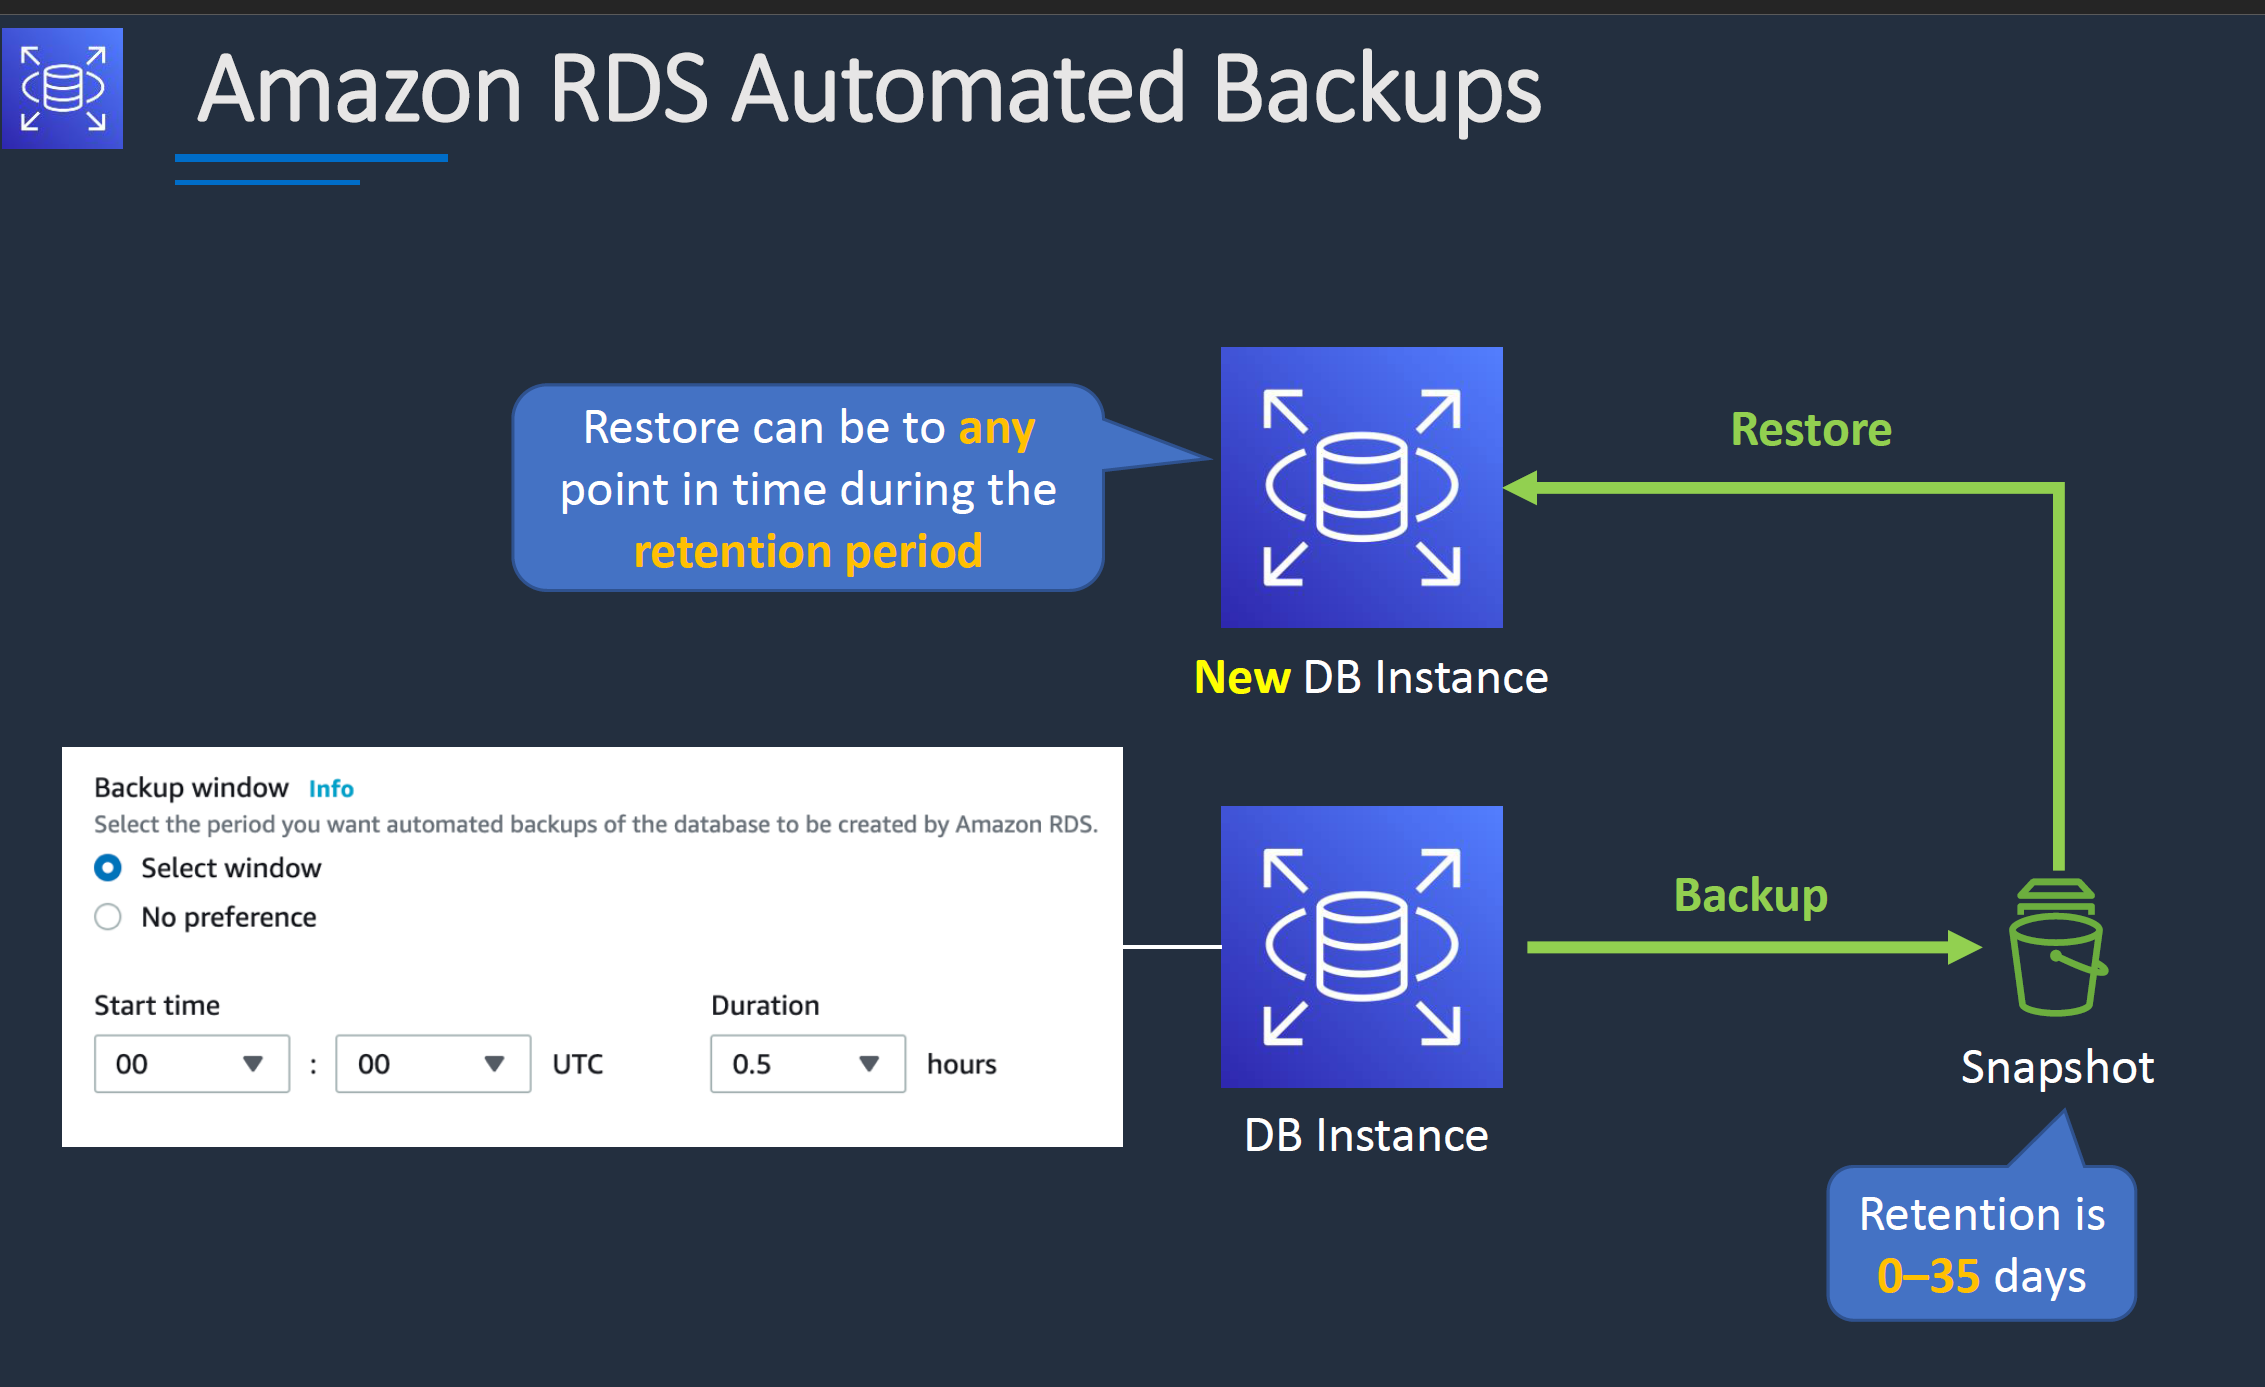 Amazon RDS Automated Backups
Restore can be to any
point in time during the
retention period
Restore
New DB Instance
Backup window Info
Select the period you want automated backups of the database to be created by Amazon RDS.
Select window
No preference
Start time
Duration
00 : 00 UTC
0.5 hours
Backup
DB Instance
Snapshot
Retention is
0–35 days